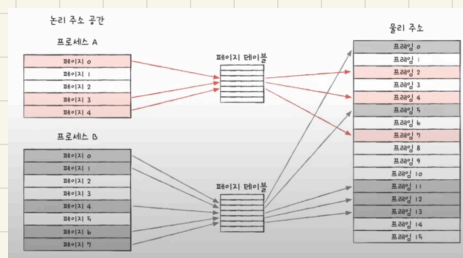 논리 주소 공간
프로세스 A
페이지 0
페이지 1
페이지 2
페이지 3
페이지 4
프로세스 B
페이지 0
페이지 1
페이지 2
페이지 3
페이지 4
페이지 5
페이지 6
페이지 7
페이지 테이블
페이지 테이블
물리 주소
프레임 0
프레임 1
프레임 2
프레임 3
프레임 4
프레임 5
프레임 6
프레임 7
프레임 8
프레임 9
프레임 10
프레임 11
프레임 12
프레임 13
프레임 14
프레임 15